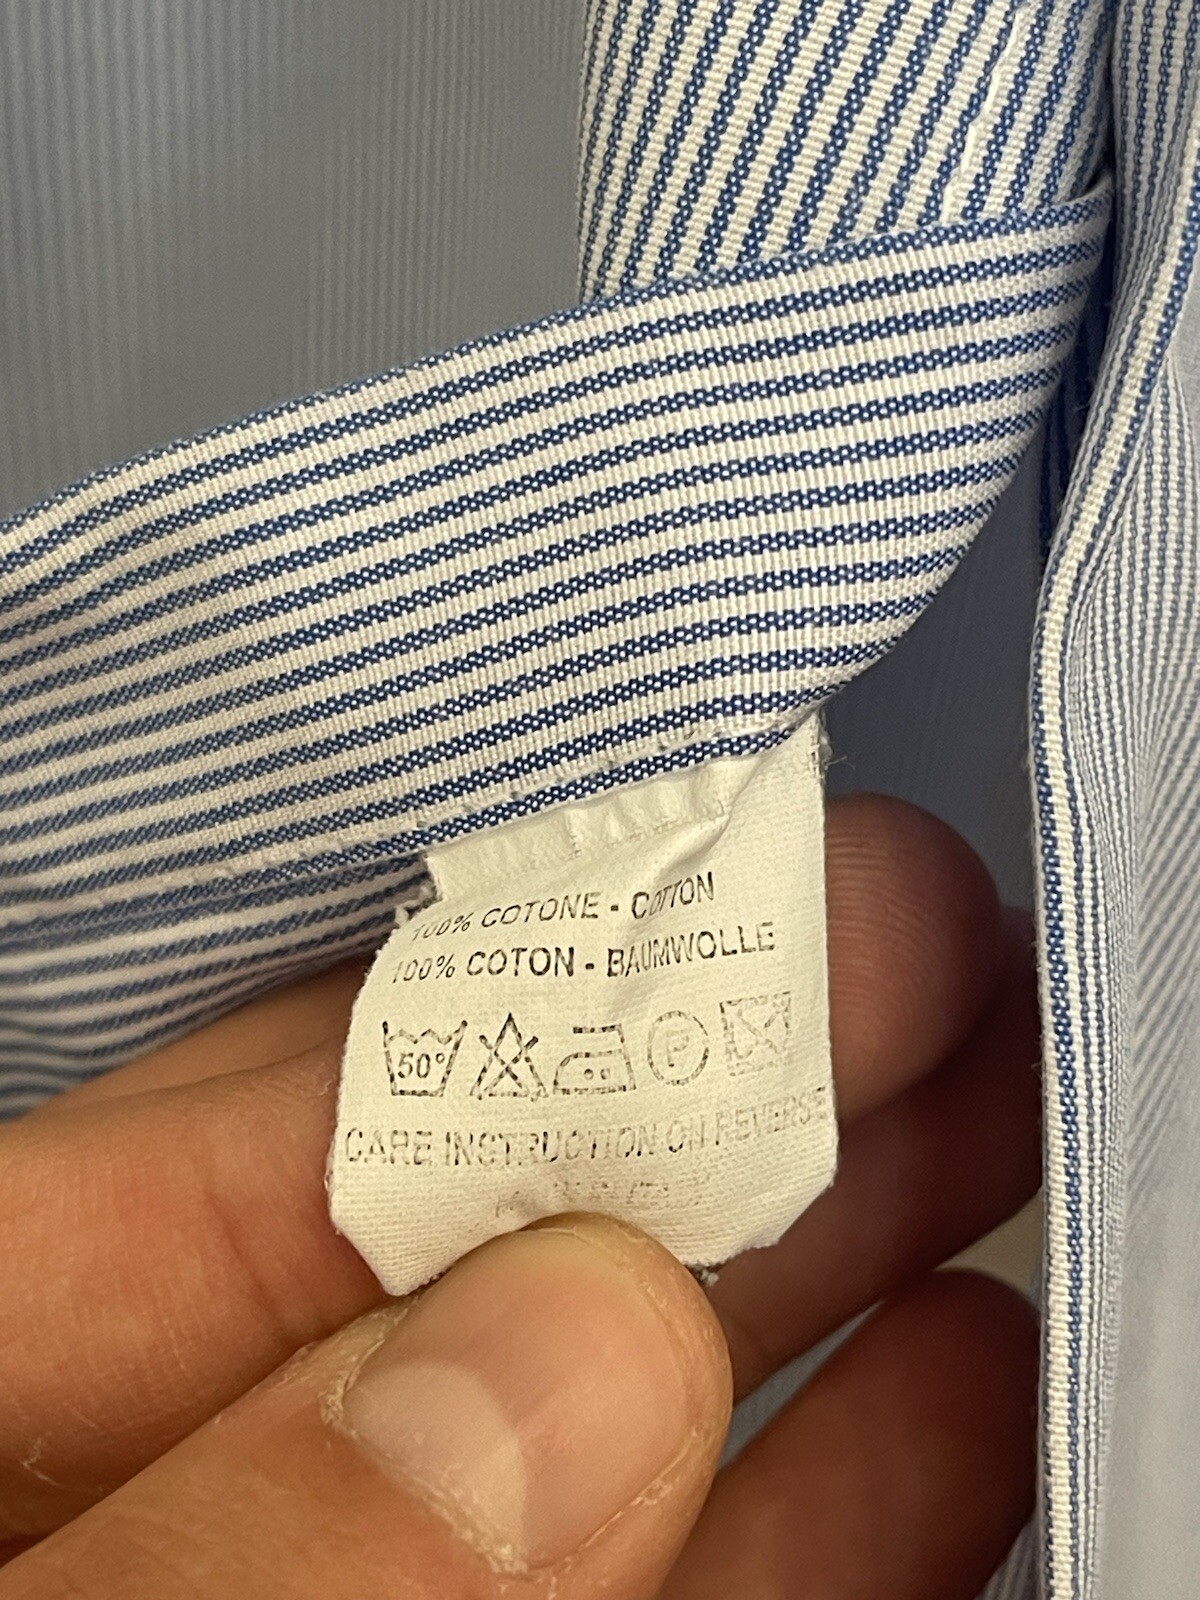 100% COTONE - COTTON
100% COTON - BAUMWOLLE
50° P
CARE INSTRUCTION ON REVERSE